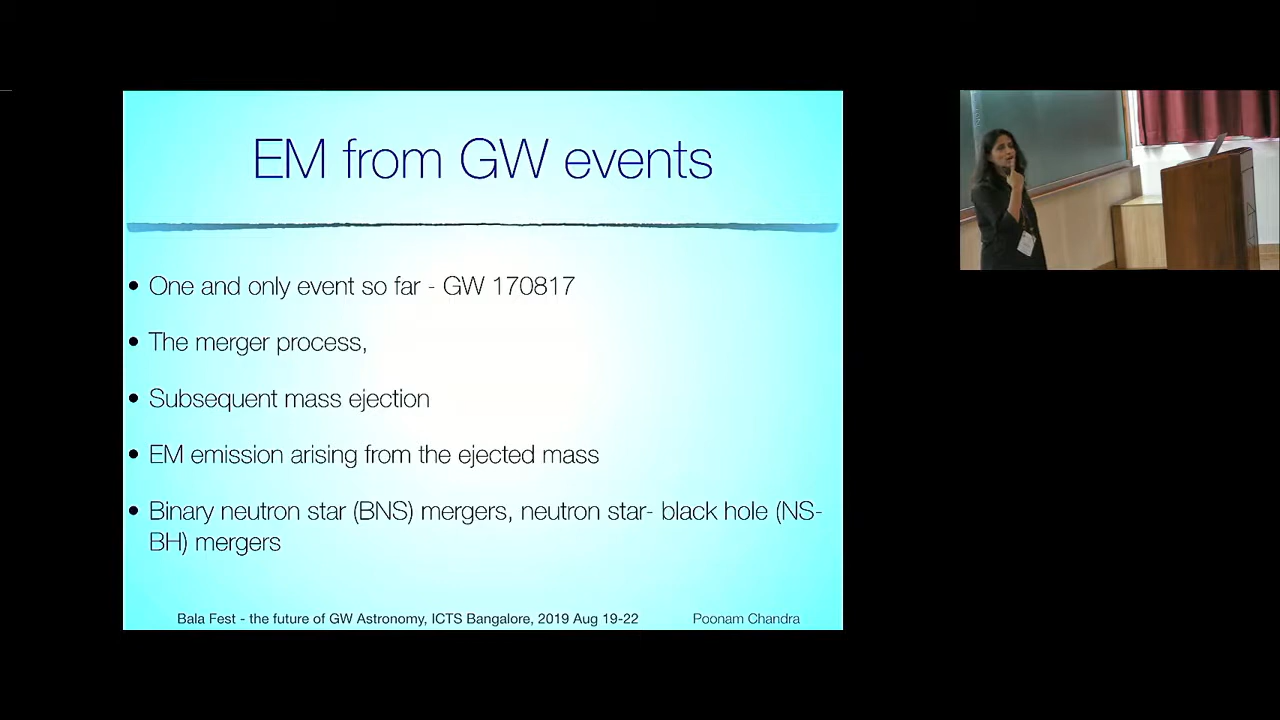 EM from GW events
• One and only event so far - GW 170817
• The merger process,
• Subsequent mass ejection
• EM emission arising from the ejected mass
• Binary neutron star (BNS) mergers, neutron star- black hole (NS-
BH) mergers
Bala Fest - the future of GW Astronomy, ICTS Bangalore, 2019 Aug 19-22 Poonam Chandra